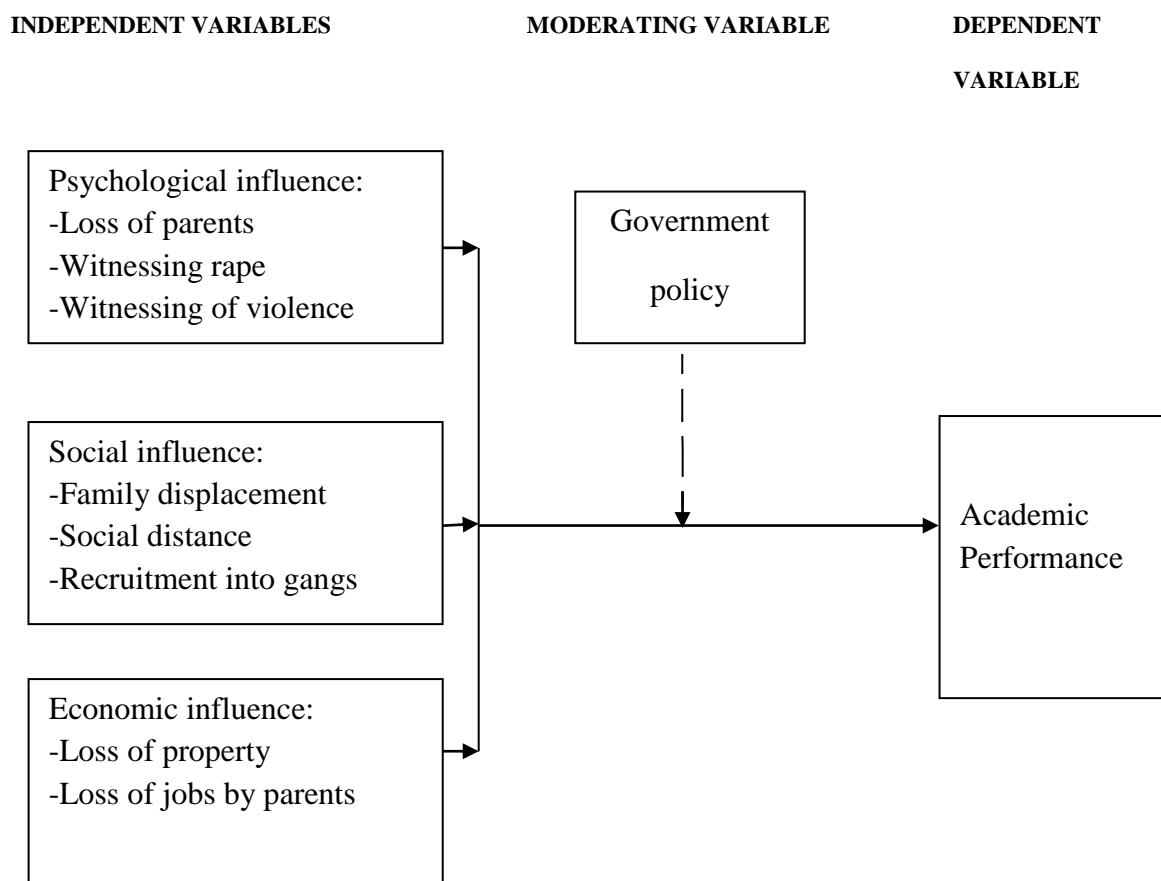 INDEPENDENT VARIABLES
MODERATING VARIABLE
DEPENDENT
VARIABLE
Psychological influence:
-Loss of parents
-Witnessing rape
-Witnessing of violence
Government
policy
Social influence:
-Family displacement
-Social distance
-Recruitment into gangs
Academic
Performance
Economic influence:
-Loss of property
-Loss of jobs by parents